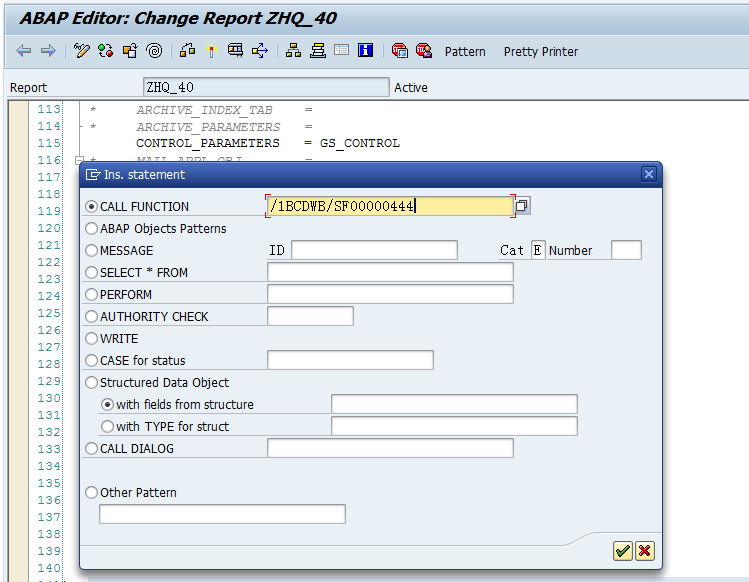 ABAP Editor: Change Report ZHQ_40
Pattern Pretty Printer
Report ZHQ_40 Active
113 * ARCHIVE_INDEX_TAB =
114 * ARCHIVE_PARAMETERS =
115 CONTROL_PARAMETERS = GS_CONTROL
116 * MAIL_APPL_OBJ =
117
118
119
120
121
122
123
124
125
126
127
128
129
130
131
132
133
134
135
136
137
138
139
140
Ins. statement
CALL FUNCTION /1BCDWB/SF00000444
ABAP Objects Patterns
MESSAGE ID Cat E Number
SELECT * FROM
PERFORM
AUTHORITY CHECK
WRITE
CASE for status
Structured Data Object
with fields from structure
with TYPE for struct
CALL DIALOG
Other Pattern